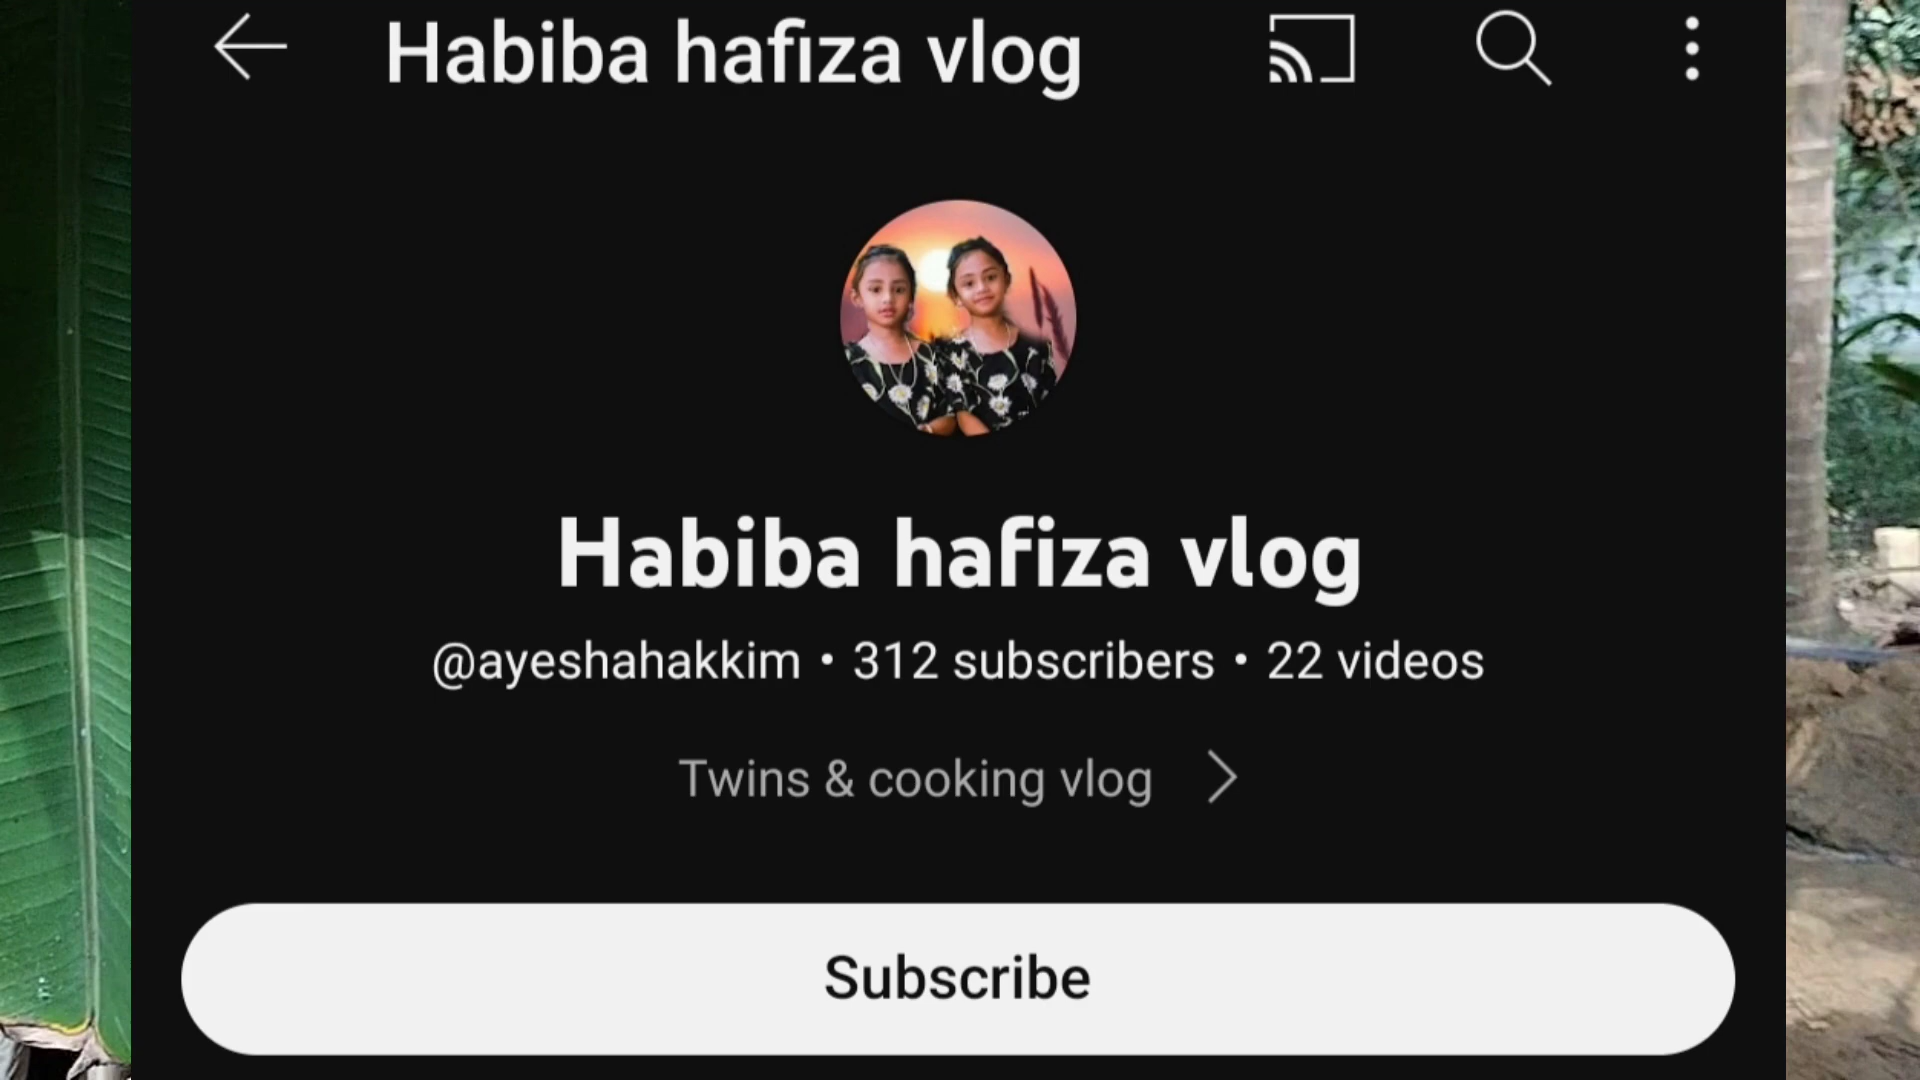 Habiba hafiza vlog
Habiba hafiza vlog
@ayeshahakkim • 312 subscribers • 22 videos
Twins & cooking vlog
Subscribe